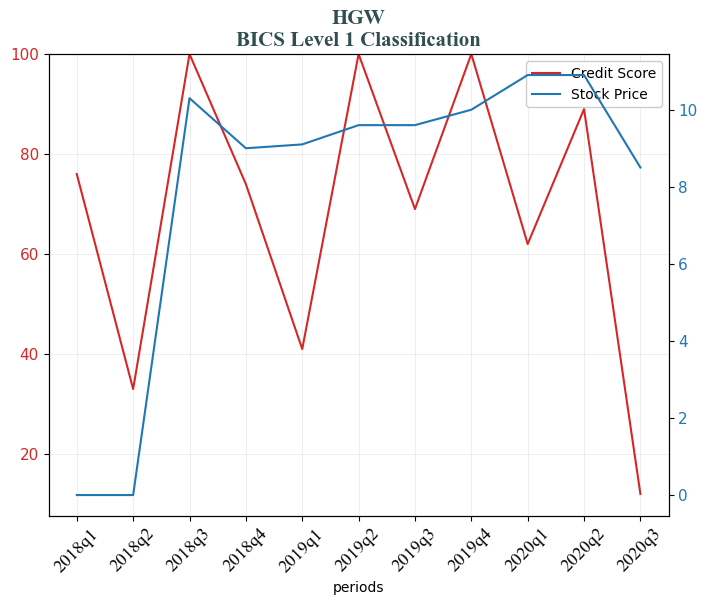 HGW
BICS Level 1 Classification
100
80
60
40
20
Credit Score
Stock Price
10
8
6
4
2
0
2018q1
2018q2
2018q3
2018q4
2019q1
2019q2
2019q3
2019q4
2020q1
2020q2
2020q3
periods